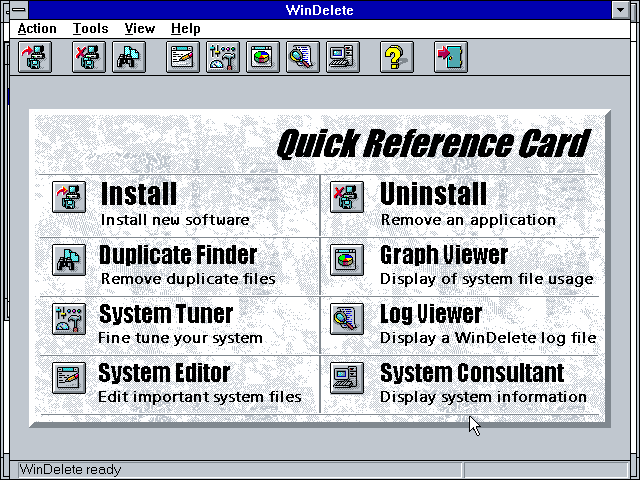 WinDelete
Action Tools View Help
Quick Reference Card
Install
Install new software
Uninstall
Remove an application
Duplicate Finder
Remove duplicate files
Graph Viewer
Display of system file usage
System Tuner
Fine tune your system
Log Viewer
Display a WinDelete log file
System Editor
Edit important system files
System Consultant
Display system information
WinDelete ready